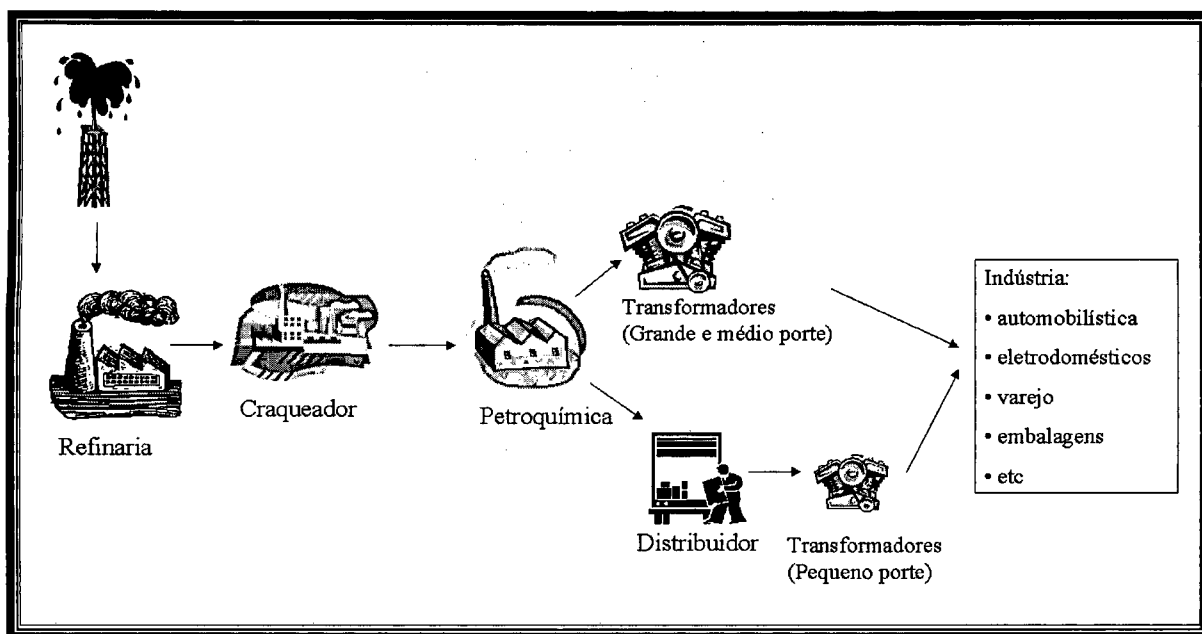 Refinaria
Craqueador
Petroquímica
Transformadores
(Grande e médio porte)
Distribuidor
Transformadores
(Pequeno porte)
Indústria:
• automobilística
• eletrodomésticos
• varejo
• embalagens
• etc